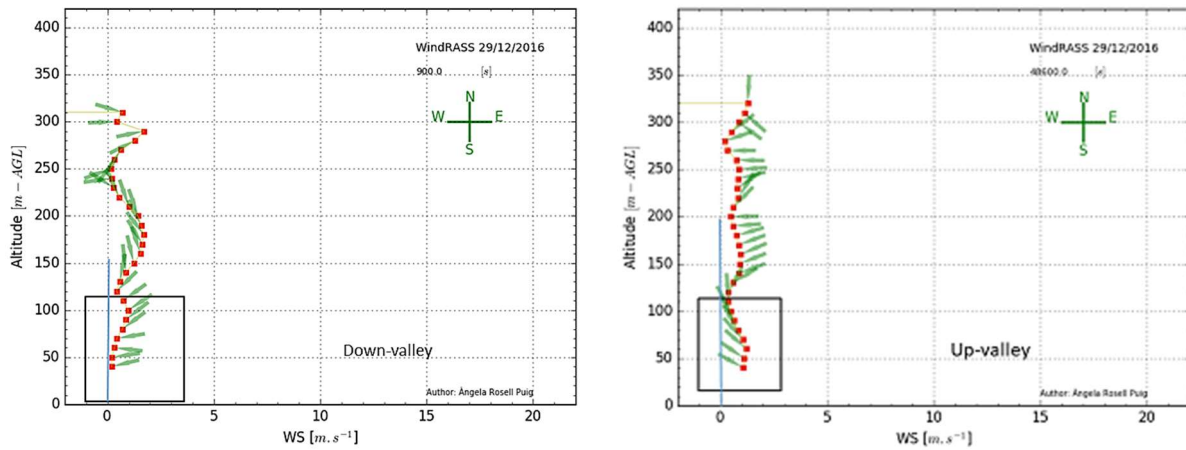 400
350
300
250
200
150
100
50
0
Altitude [m − AGL]
WindRASS 29/12/2016
900.0 [s]
N
W E
S
Down-valley
Author: Àngela Rosell Puig
0 5 10 15 20
WS [m.s⁻¹]
400
350
300
250
200
150
100
50
0
Altitude [m − AGL]
WindRASS 29/12/2016
48600.0 [s]
N
W E
S
Up-valley
Author: Àngela Rosell Puig
0 5 10 15 20
WS [m.s⁻¹]